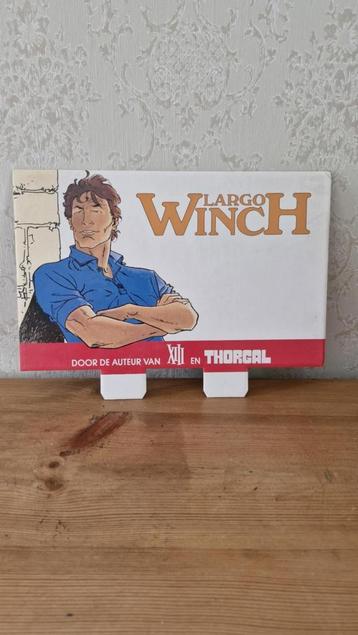 LARGO
WINCH
DOOR DE AUTEUR VAN XIII EN THORGAL